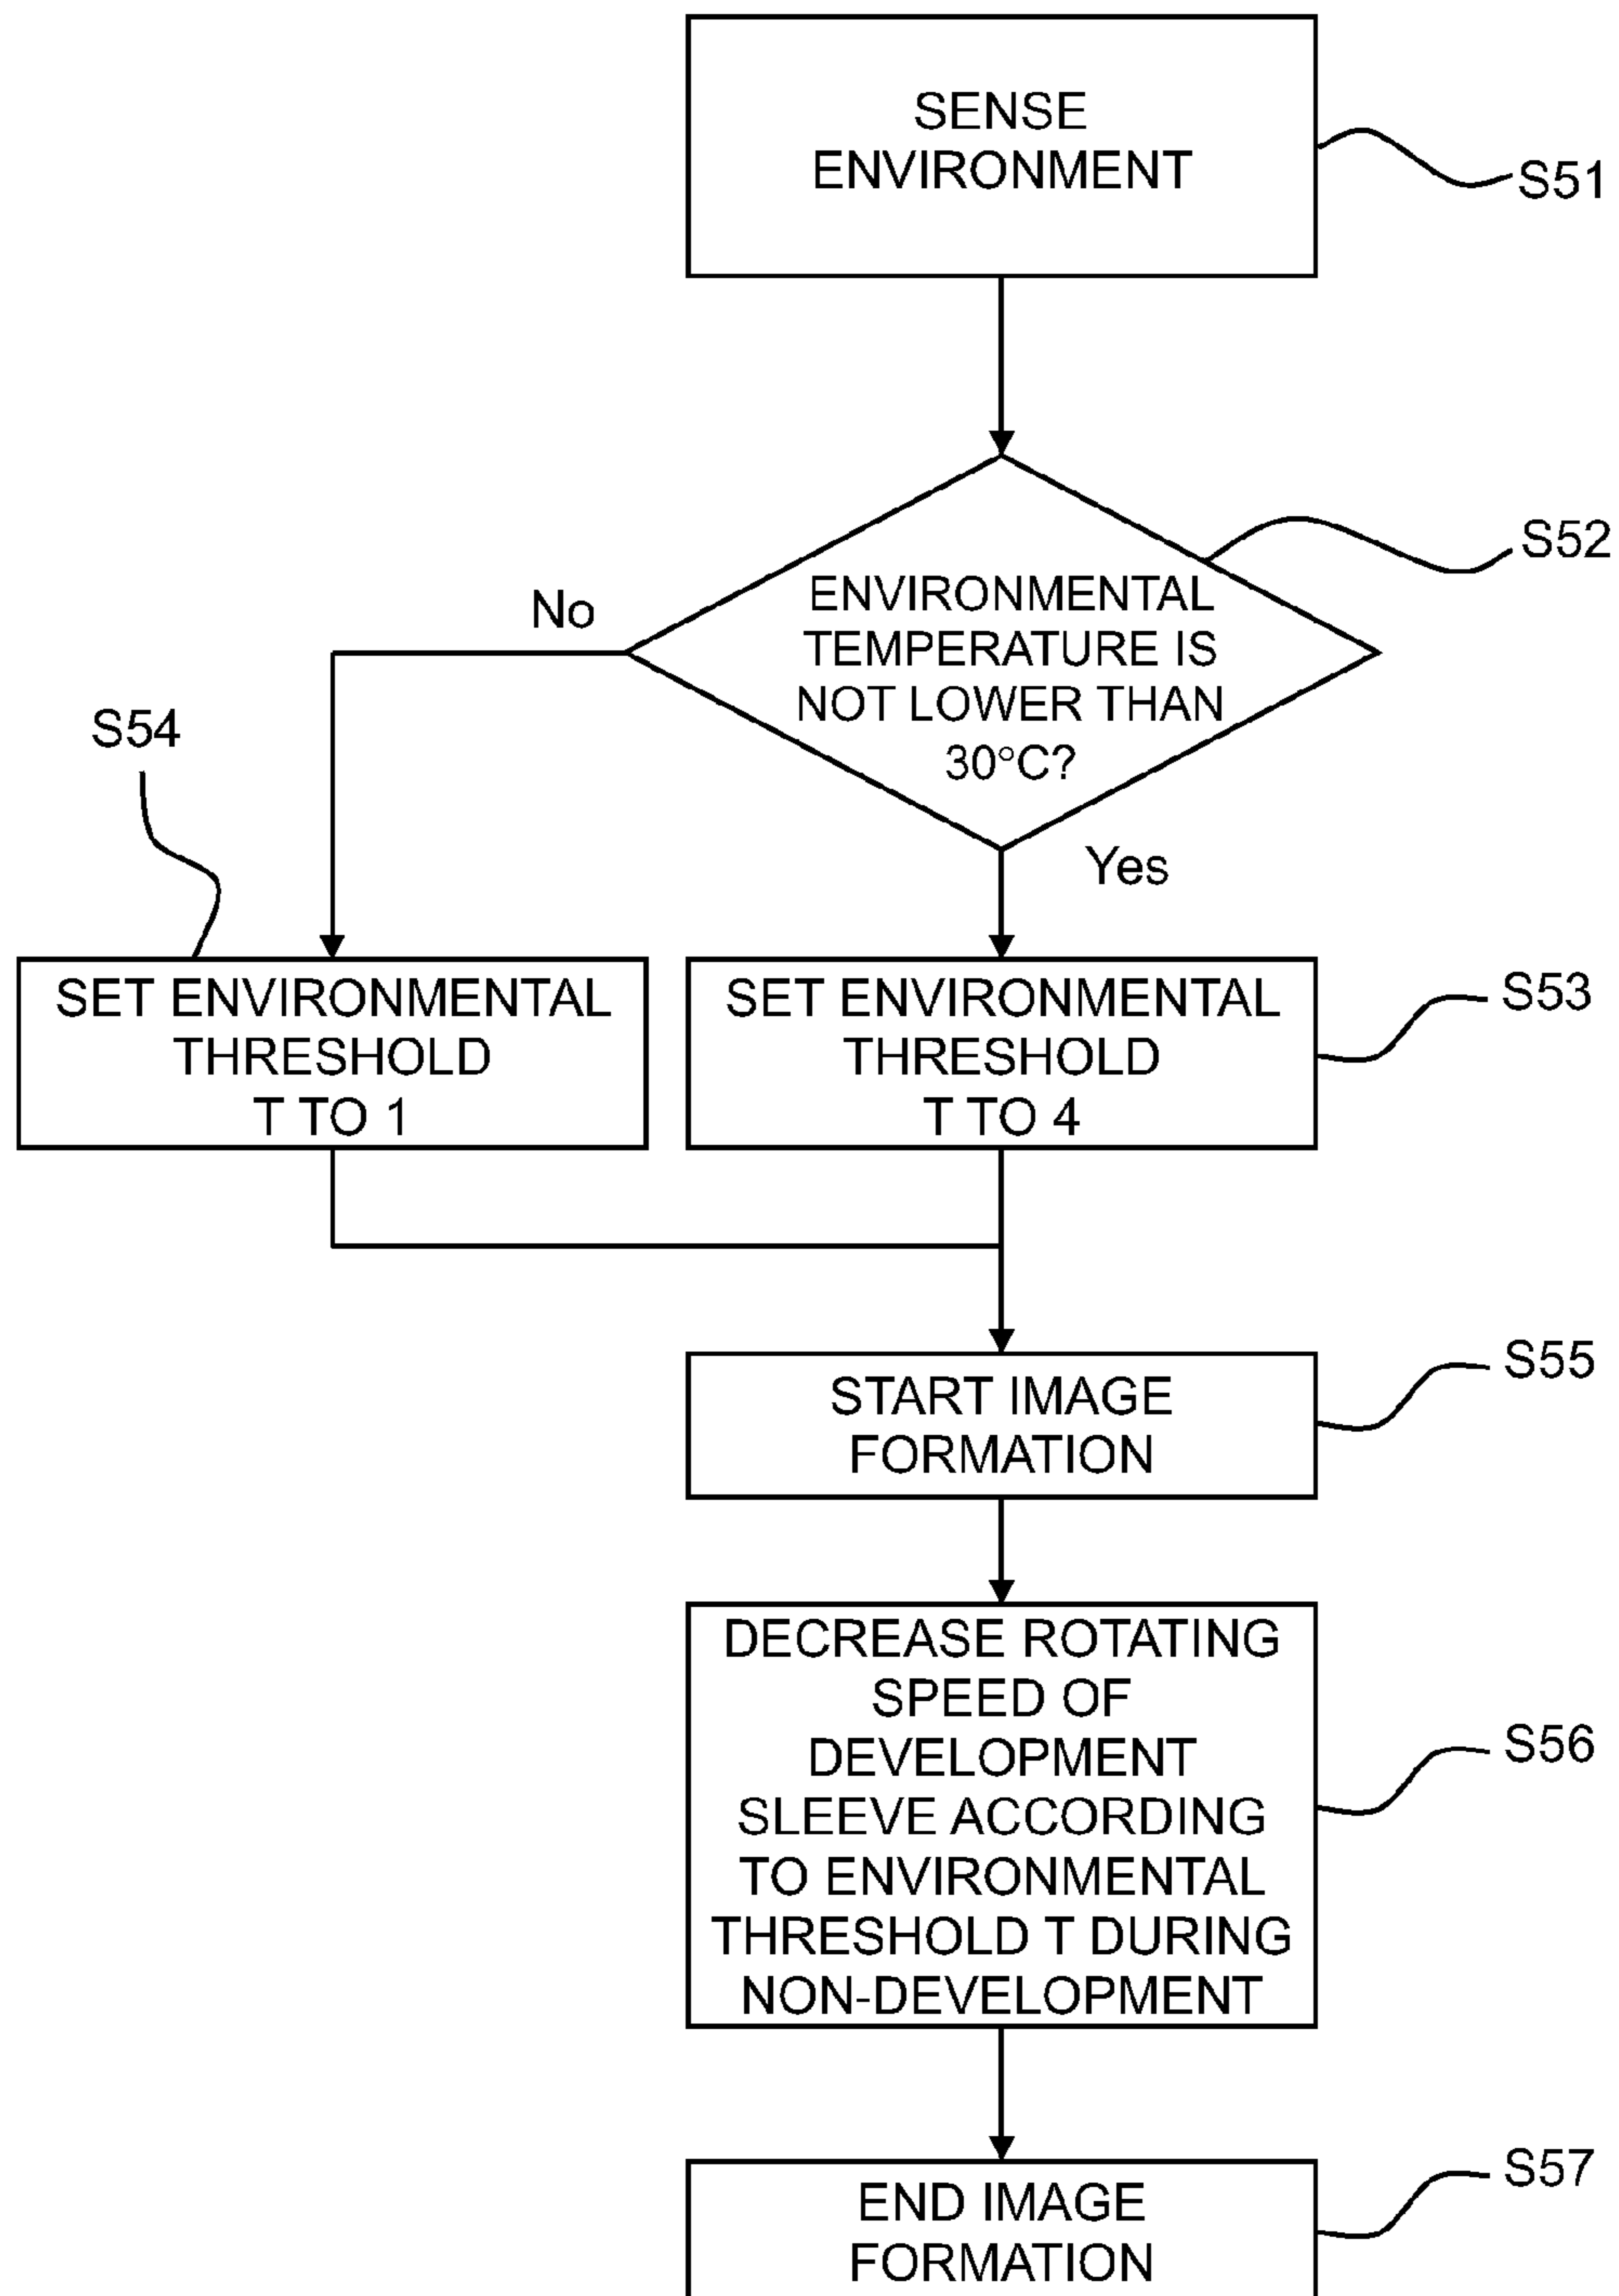 SENSE
ENVIRONMENT
S51
S52
ENVIRONMENTAL
TEMPERATURE IS
NOT LOWER THAN
30°C?
No
Yes
S54
SET ENVIRONMENTAL
THRESHOLD
T TO 1
SET ENVIRONMENTAL
THRESHOLD
T TO 4
S53
START IMAGE
FORMATION
S55
DECREASE ROTATING
SPEED OF
DEVELOPMENT
SLEEVE ACCORDING
TO ENVIRONMENTAL
THRESHOLD T DURING
NON-DEVELOPMENT
S56
END IMAGE
FORMATION
S57